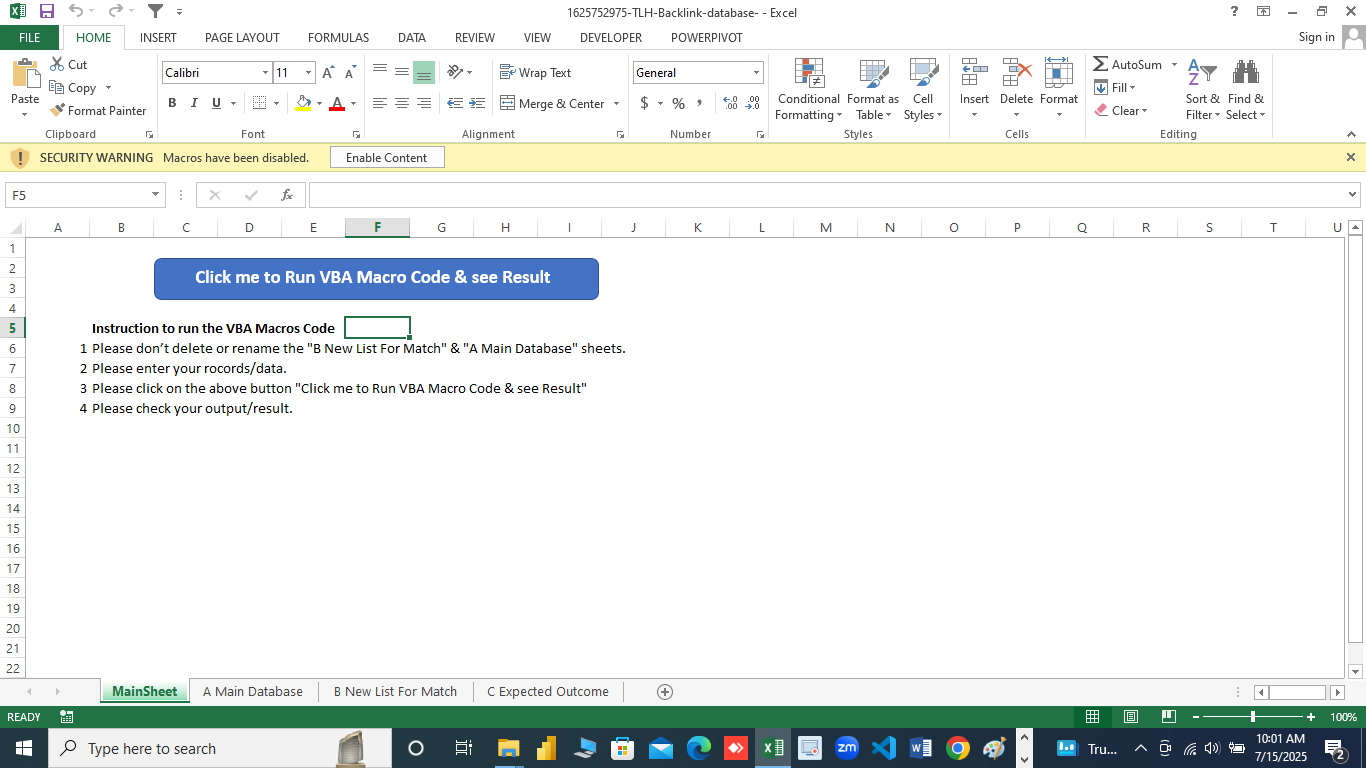 1625752975-TLH-Backlink-database- - Excel
?
FILE HOME INSERT PAGE LAYOUT FORMULAS DATA REVIEW VIEW DEVELOPER POWERPIVOT Sign in
Paste
Cut
Copy
Format Painter
Clipboard
Calibri 11
B I U
Font
Wrap Text
Merge & Center
Alignment
General
$ % ,
Number
Conditional Formatting
Format as Table
Cell Styles
Styles
Insert Delete Format
Cells
AutoSum
Fill
Clear
Sort & Filter
Find & Select
Editing
SECURITY WARNING Macros have been disabled. Enable Content
F5 fx
A B C D E F G H I J K L M N O P Q R S T U
1
2 Click me to Run VBA Macro Code & see Result
3
4
5 Instruction to run the VBA Macros Code
6 1 Please don’t delete or rename the "B New List For Match" & "A Main Database" sheets.
7 2 Please enter your rocords/data.
8 3 Please click on the above button "Click me to Run VBA Macro Code & see Result"
9 4 Please check your output/result.
10
11
12
13
14
15
16
17
18
19
20
21
22
MainSheet A Main Database B New List For Match C Expected Outcome
READY 100%
Type here to search zm Tru... 10:01 AM
7/15/2025 2